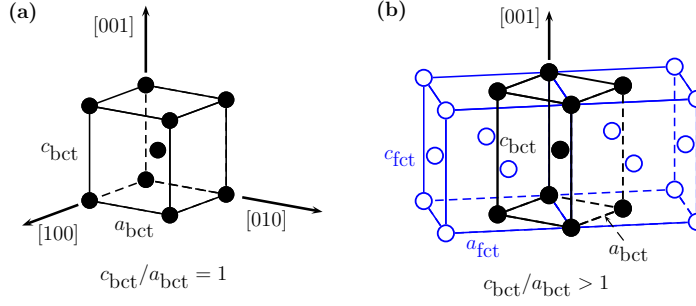 (a)
[001]
c_bct
a_bct
[100]
[010]
c_bct/a_bct = 1
(b)
[001]
c_bct
c_fct
a_fct
a_bct
c_bct/a_bct > 1